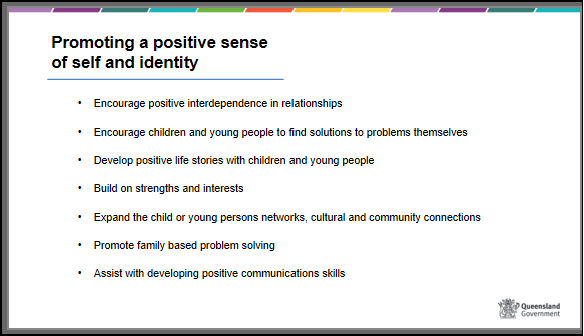 Promoting a positive sense
of self and identity
• Encourage positive interdependence in relationships
• Encourage children and young people to find solutions to problems themselves
• Develop positive life stories with children and young people
• Build on strengths and interests
• Expand the child or young persons networks, cultural and community connections
• Promote family based problem solving
• Assist with developing positive communications skills
Queensland
Government